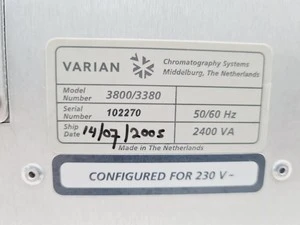 VARIAN Chromatography Systems
Middelburg, The Netherlands
Model Number 3800/3380
Serial Number 102270 50/60 Hz
Ship Date 14/07/2005 2400 VA
Made in The Netherlands
CONFIGURED FOR 230 V~